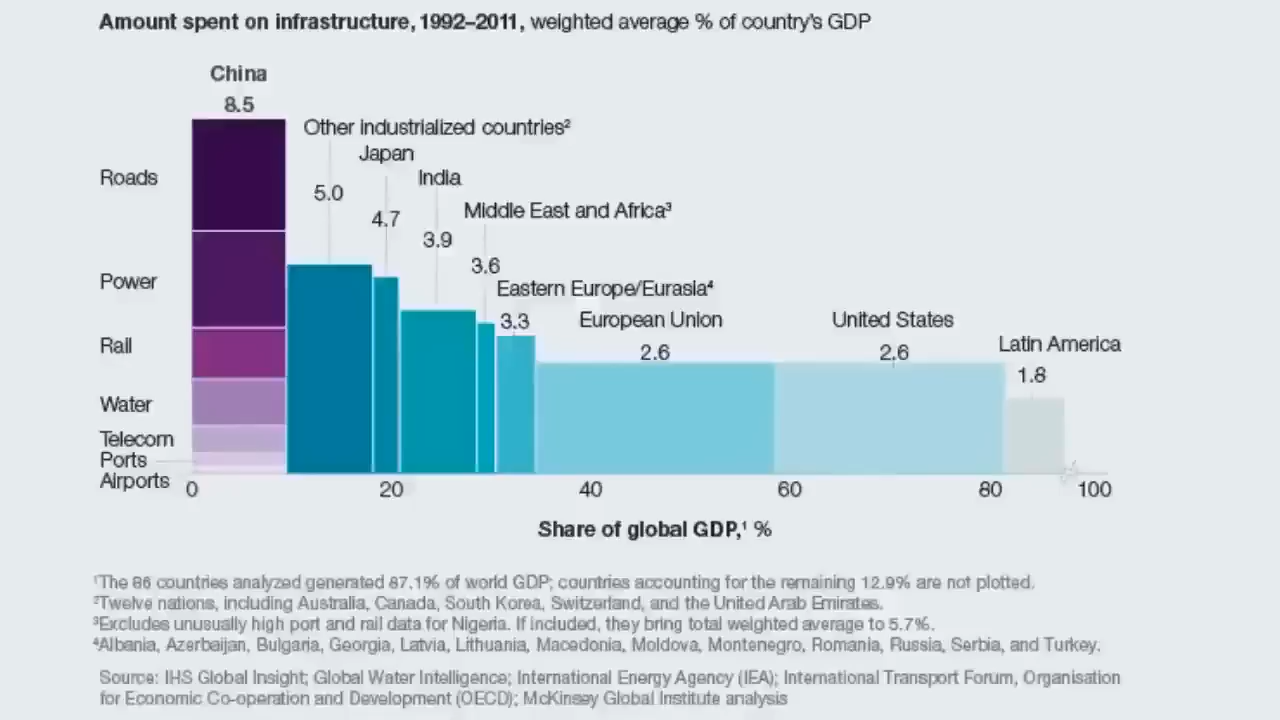 Amount spent on infrastructure, 1992–2011, weighted average % of country's GDP
China
8.5
Other industrialized countries²
Japan
India
Roads
5.0
Middle East and Africa³
4.7
3.9
3.6
Power
Eastern Europe/Eurasia⁴
3.3
European Union
United States
Rail
2.6
2.6
Latin America
1.8
Water
Telecom
Ports
Airports
0
20
40
60
80
100
Share of global GDP,¹ %
¹The 86 countries analyzed generated 87.1% of world GDP; countries accounting for the remaining 12.9% are not plotted.
²Twelve nations, including Australia, Canada, South Korea, Switzerland, and the United Arab Emirates.
³Excludes unusually high port and rail data for Nigeria. If included, they bring total weighted average to 5.7%.
⁴Albania, Azerbaijan, Bulgaria, Georgia, Latvia, Lithuania, Macedonia, Moldova, Montenegro, Romania, Russia, Serbia, and Turkey.
Source: IHS Global Insight; Global Water Intelligence; International Energy Agency (IEA); International Transport Forum, Organisation
for Economic Co-operation and Development (OECD); McKinsey Global Institute analysis